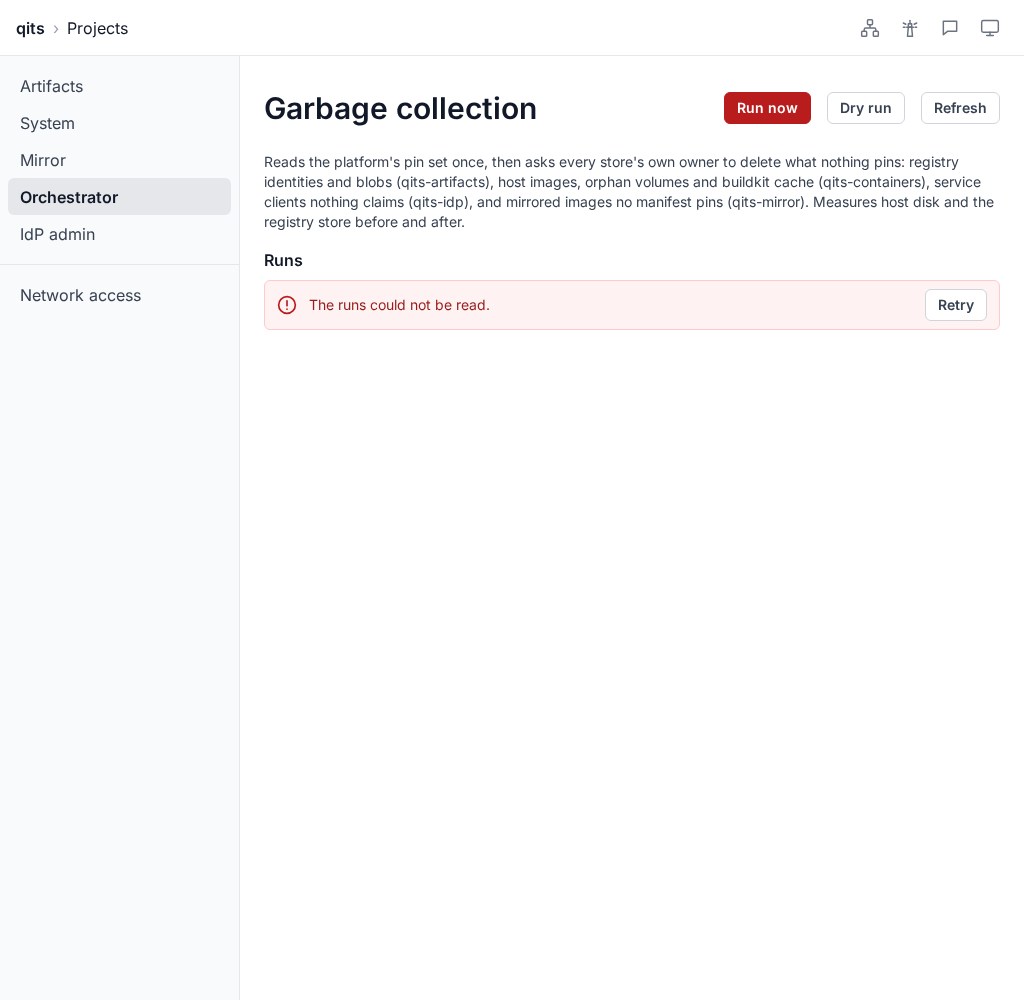 qits › Projects
Artifacts
System
Mirror
Orchestrator
IdP admin
Network access
Garbage collection
Run now
Dry run
Refresh
Reads the platform's pin set once, then asks every store's own owner to delete what nothing pins: registry
identities and blobs (qits-artifacts), host images, orphan volumes and buildkit cache (qits-containers), service
clients nothing claims (qits-idp), and mirrored images no manifest pins (qits-mirror). Measures host disk and the
registry store before and after.
Runs
The runs could not be read.
Retry